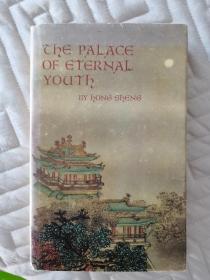 THE PALACE
OF ETERNAL
YOUTH
BY HUNG SHENG